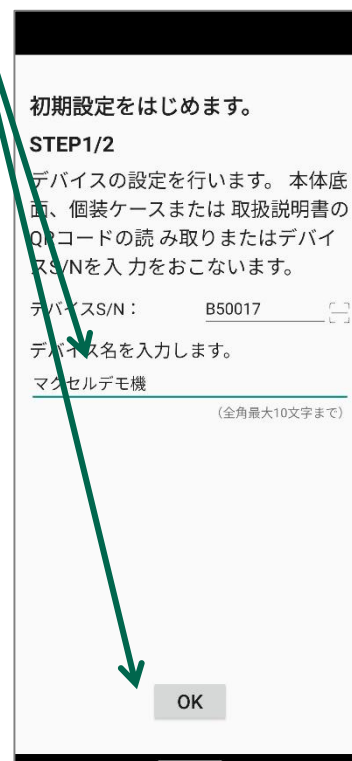 初期設定をはじめます。
STEP1/2
デバイスの設定を行います。 本体底
面、個装ケースまたは 取扱説明書の
QRコードの読 み取りまたはデバイ
スS/Nを入 力をおこないます。
デバイスS/N： B50017
デバイス名を入力します。
マクセルデモ機
（全角最大10文字まで）
OK